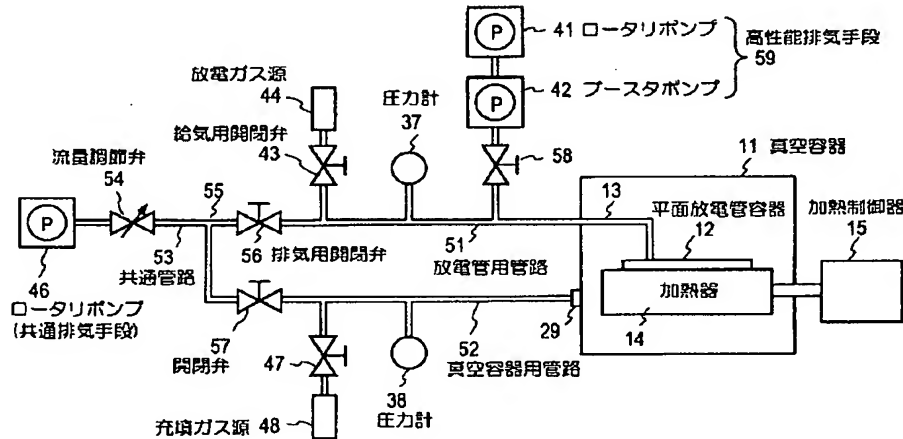 41 ロータリポンプ
42 ブースタポンプ
高性能排気手段
59
P
P
放電ガス源
44
圧力計
37
給気用開閉弁
43
58
11 真空容器
流量調節弁
54
55
13
平面放電管容器
12
加熱制御器
15
P
53
共通管路
56 排気用開閉弁
51
放電管用管路
46
ロータリポンプ
(共通排気手段)
加熱器
14
29
57
開閉弁
47
52
真空容器用管路
38
圧力計
充填ガス源 48